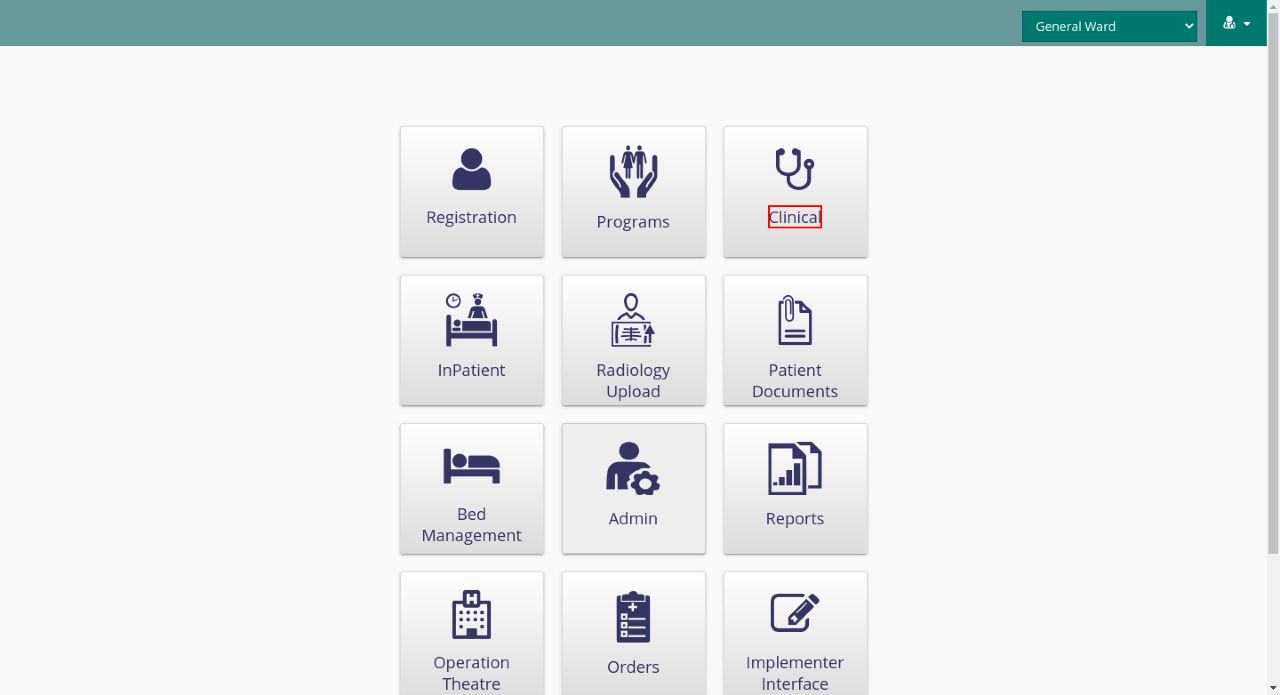 General Ward
Registration
Programs
Clinical
InPatient
Radiology
Upload
Patient
Documents
Bed
Management
Admin
Reports
Operation
Theatre
Orders
Implementer
Interface